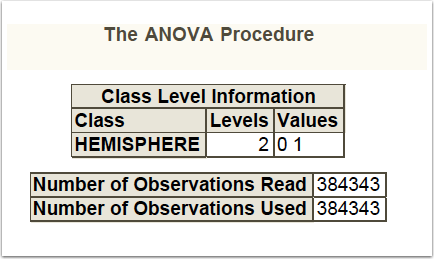 The ANOVA Procedure
Class Level Information
Class Levels Values
HEMISPHERE 2 0 1
Number of Observations Read 384343
Number of Observations Used 384343